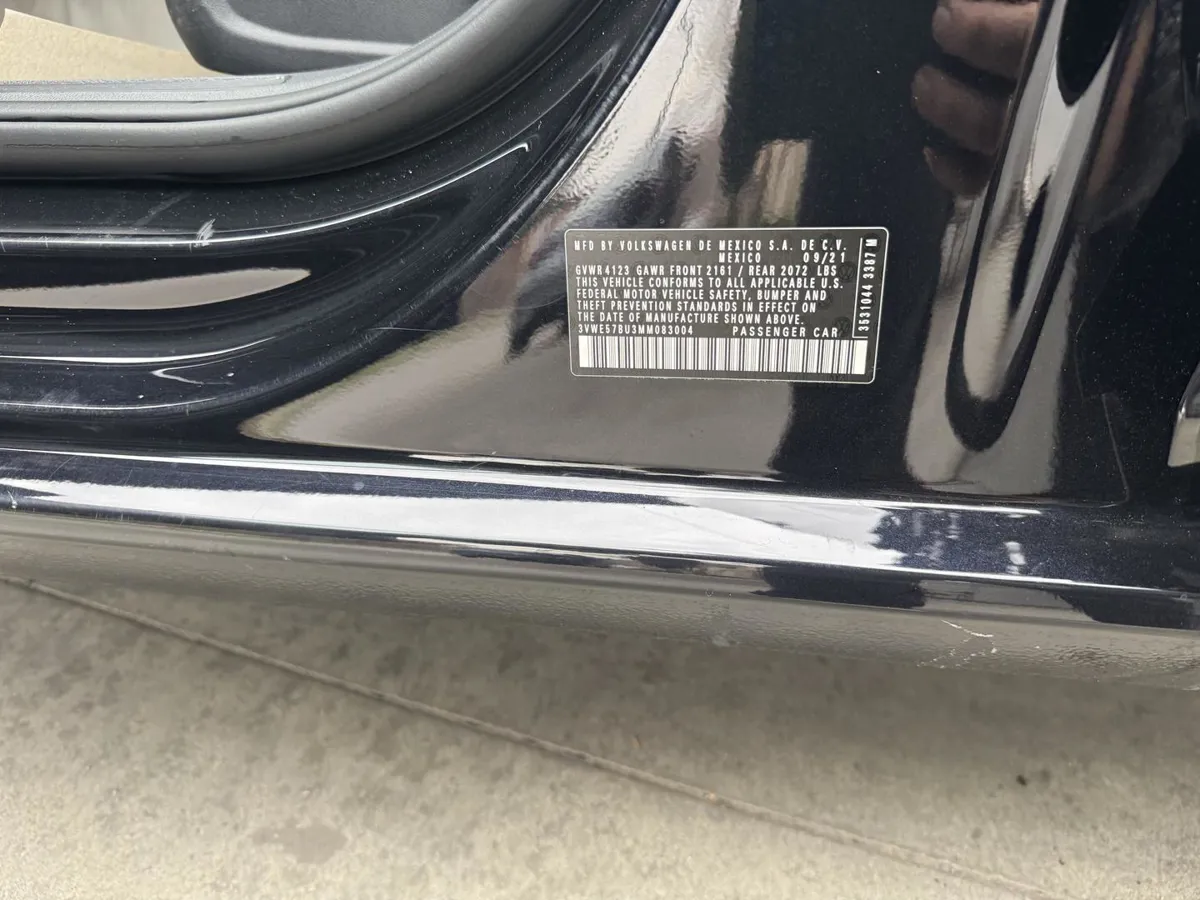 MFD BY VOLKSWAGEN DE MEXICO S.A. DE C.V.
MEXICO 09/21
GVWR 4123 GAWR FRONT 2161 / REAR 2072 LBS
THIS VEHICLE CONFORMS TO ALL APPLICABLE U.S.
FEDERAL MOTOR VEHICLE SAFETY, BUMPER AND
THEFT PREVENTION STANDARDS IN EFFECT ON
THE DATE OF MANUFACTURE SHOWN ABOVE.
3VWE57BU3MM083004 PASSENGER CAR
3531044 3387 M